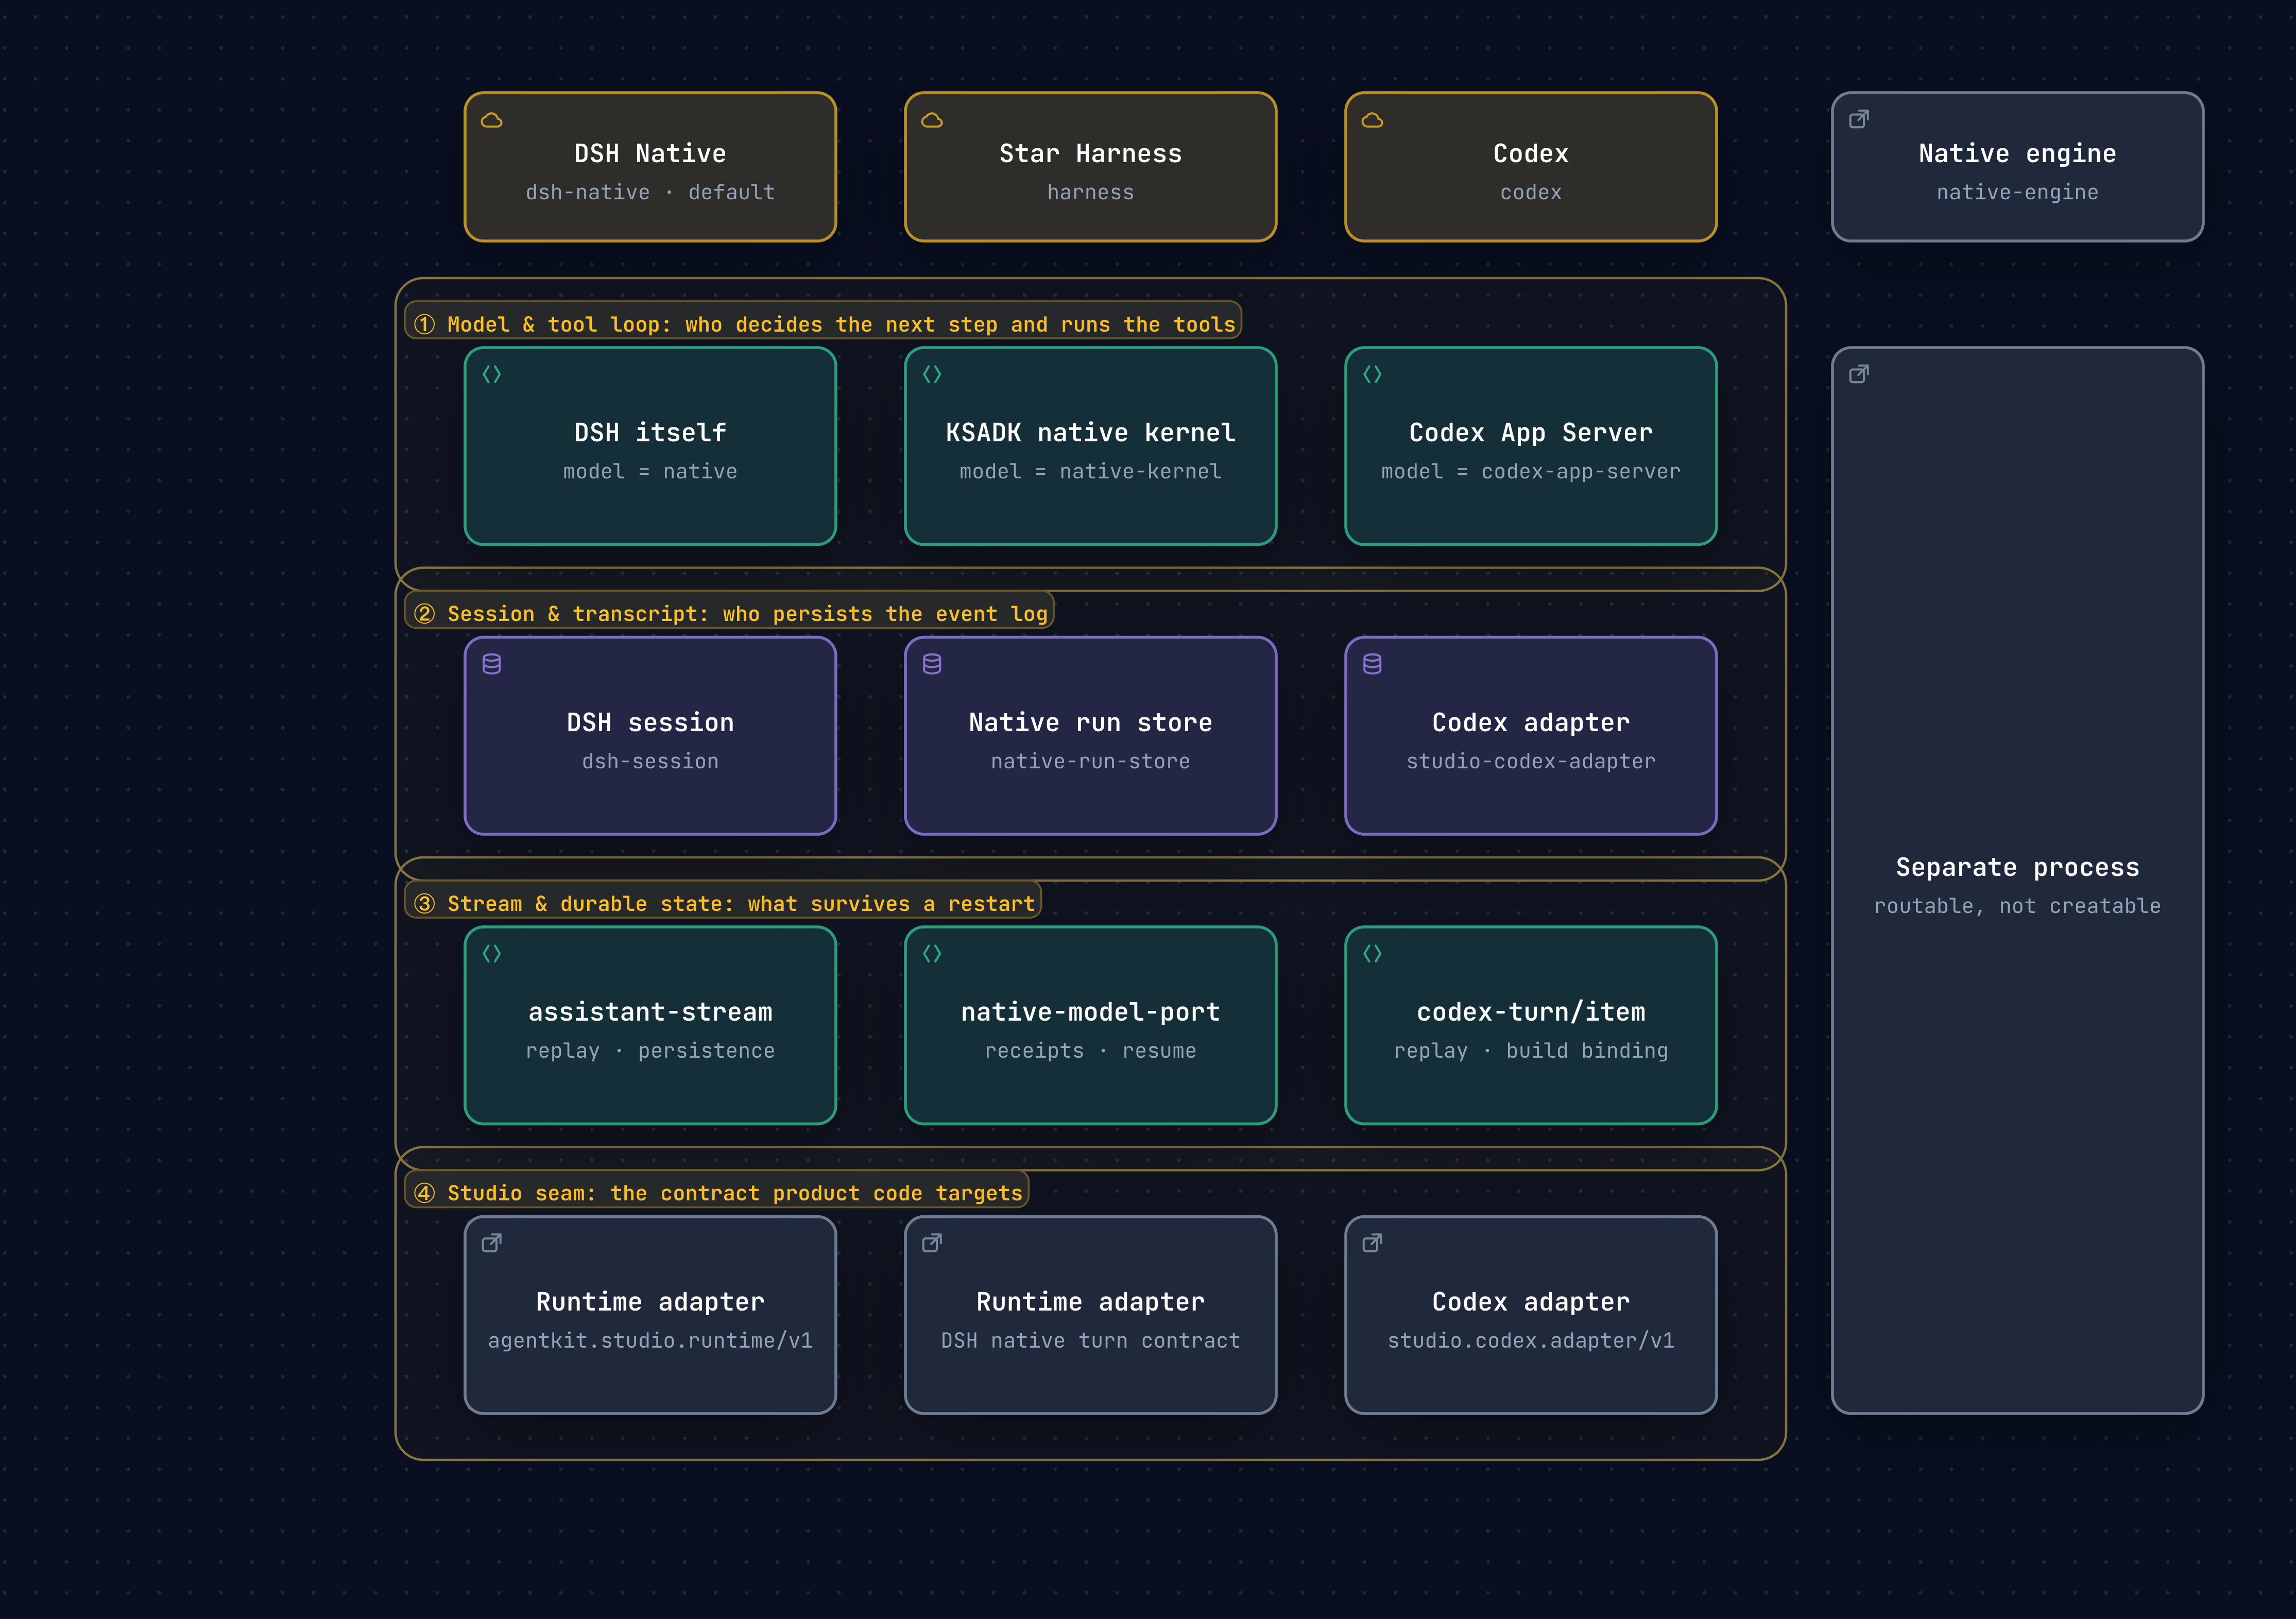 DSH Native
dsh-native · default
Star Harness
harness
Codex
codex
Native engine
native-engine
① Model & tool loop: who decides the next step and runs the tools
DSH itself
model = native
KSADK native kernel
model = native-kernel
Codex App Server
model = codex-app-server
② Session & transcript: who persists the event log
DSH session
dsh-session
Native run store
native-run-store
Codex adapter
studio-codex-adapter
Separate process
routable, not creatable
③ Stream & durable state: what survives a restart
assistant-stream
replay · persistence
native-model-port
receipts · resume
codex-turn/item
replay · build binding
④ Studio seam: the contract product code targets
Runtime adapter
agentkit.studio.runtime/v1
Runtime adapter
DSH native turn contract
Codex adapter
studio.codex.adapter/v1